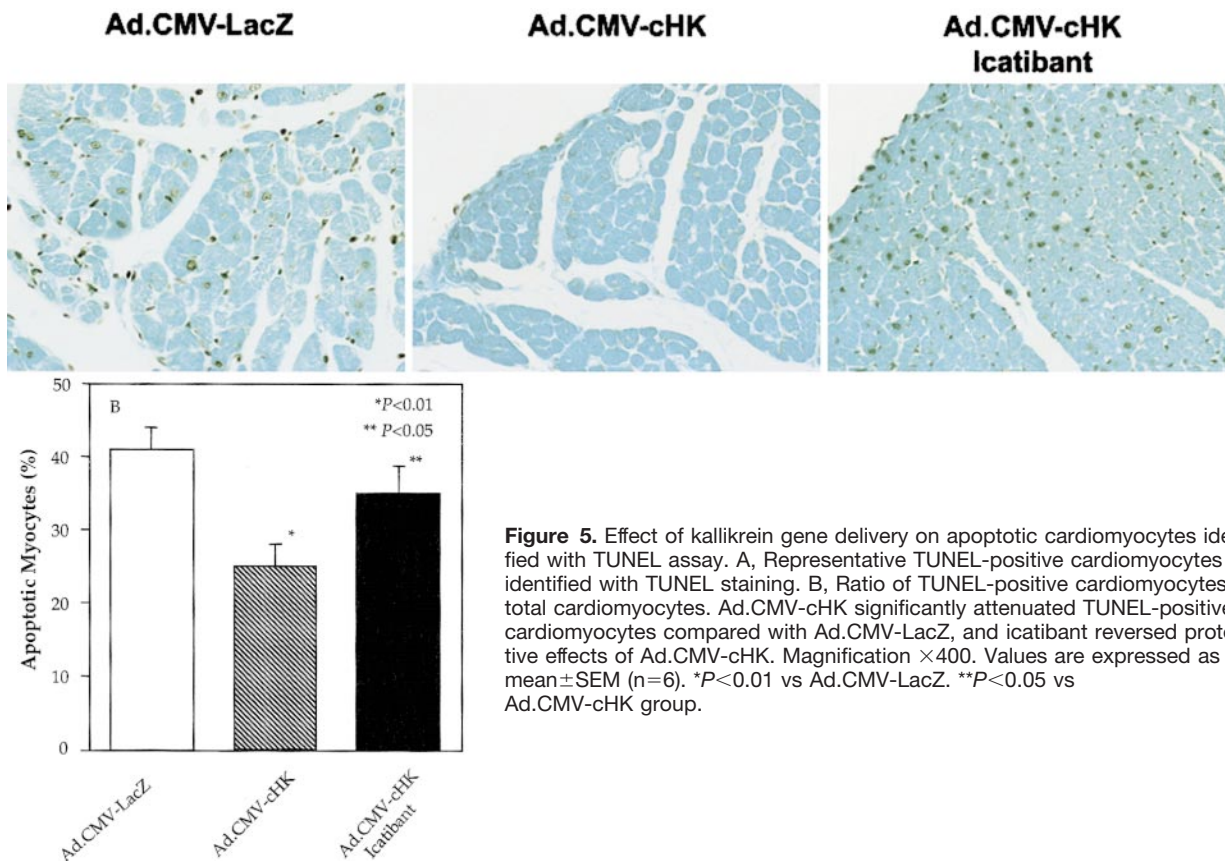 Ad.CMV-LacZ
Ad.CMV-cHK
Ad.CMV-cHK
Icatibant
50
40
30
20
10
0
Apoptotic Myocytes (%)
B
*P<0.01
** P<0.05
*
**
Ad.CMV-LacZ
Ad.CMV-cHK
Ad.CMV-cHK
Icatibant
Figure 5. Effect of kallikrein gene delivery on apoptotic cardiomyocytes ide
fied with TUNEL assay. A, Representative TUNEL-positive cardiomyocytes
identified with TUNEL staining. B, Ratio of TUNEL-positive cardiomyocytes
total cardiomyocytes. Ad.CMV-cHK significantly attenuated TUNEL-positive
cardiomyocytes compared with Ad.CMV-LacZ, and icatibant reversed prote
tive effects of Ad.CMV-cHK. Magnification ×400. Values are expressed as
mean±SEM (n=6). *P<0.01 vs Ad.CMV-LacZ. **P<0.05 vs
Ad.CMV-cHK group.